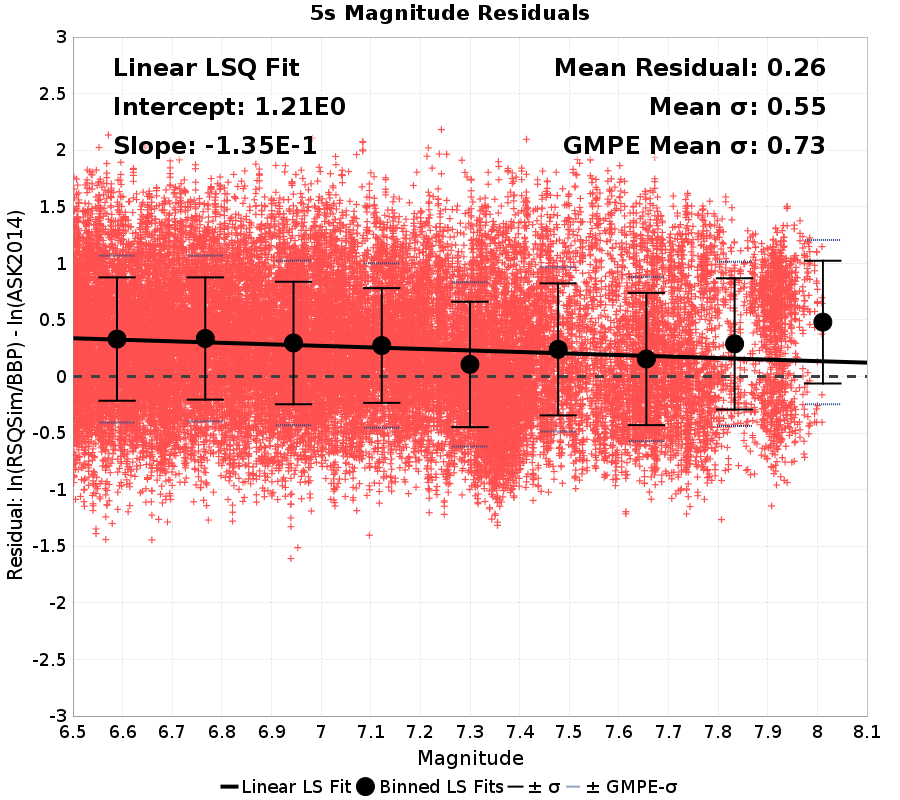 5s Magnitude Residuals
Linear LSQ Fit
Intercept: 1.21E0
Slope: -1.35E-1
Mean Residual: 0.26
Mean σ: 0.55
GMPE Mean σ: 0.73
Residual: ln(RSQSim/BBP) - ln(ASK2014)
3
2.5
2
1.5
1
0.5
0
-0.5
-1
-1.5
-2
-2.5
-3
6.5 6.6 6.7 6.8 6.9 7 7.1 7.2 7.3 7.4 7.5 7.6 7.7 7.8 7.9 8 8.1
Magnitude
Linear LS Fit Binned LS Fits ± σ ± GMPE-σ